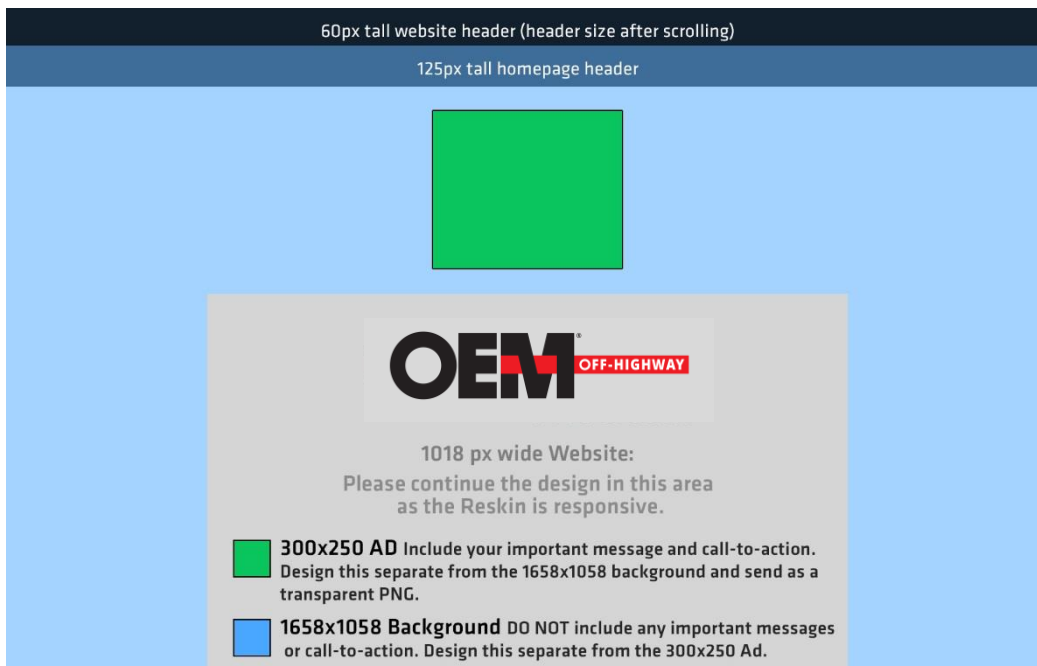 60px tall website header (header size after scrolling)
125px tall homepage header
OEM®
OFF-HIGHWAY
1018 px wide Website:
Please continue the design in this area
as the Reskin is responsive.
300x250 AD Include your important message and call-to-action.
Design this separate from the 1658x1058 background and send as a
transparent PNG.
1658x1058 Background DO NOT include any important messages
or call-to-action. Design this separate from the 300x250 Ad.